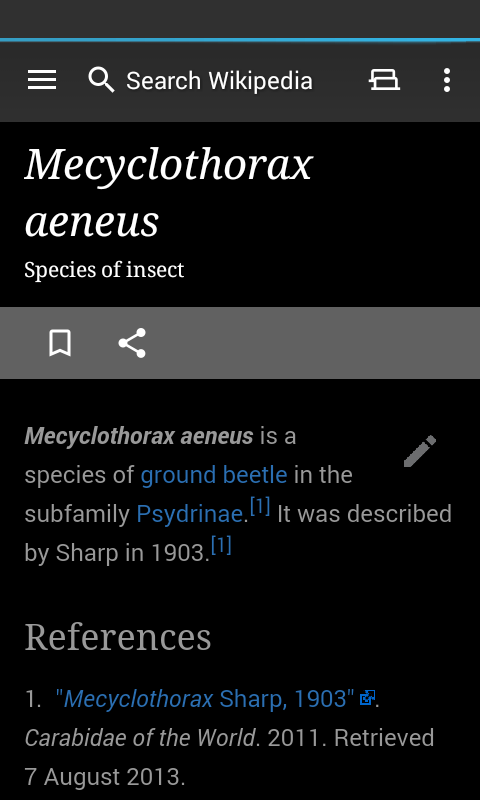 Search Wikipedia
Mecyclothorax
aeneus
Species of insect
Mecyclothorax aeneus is a
species of ground beetle in the
subfamily Psydrinae.[1] It was described
by Sharp in 1903.[1]
References
1. "Mecyclothorax Sharp, 1903" .
Carabidae of the World. 2011. Retrieved
7 August 2013.